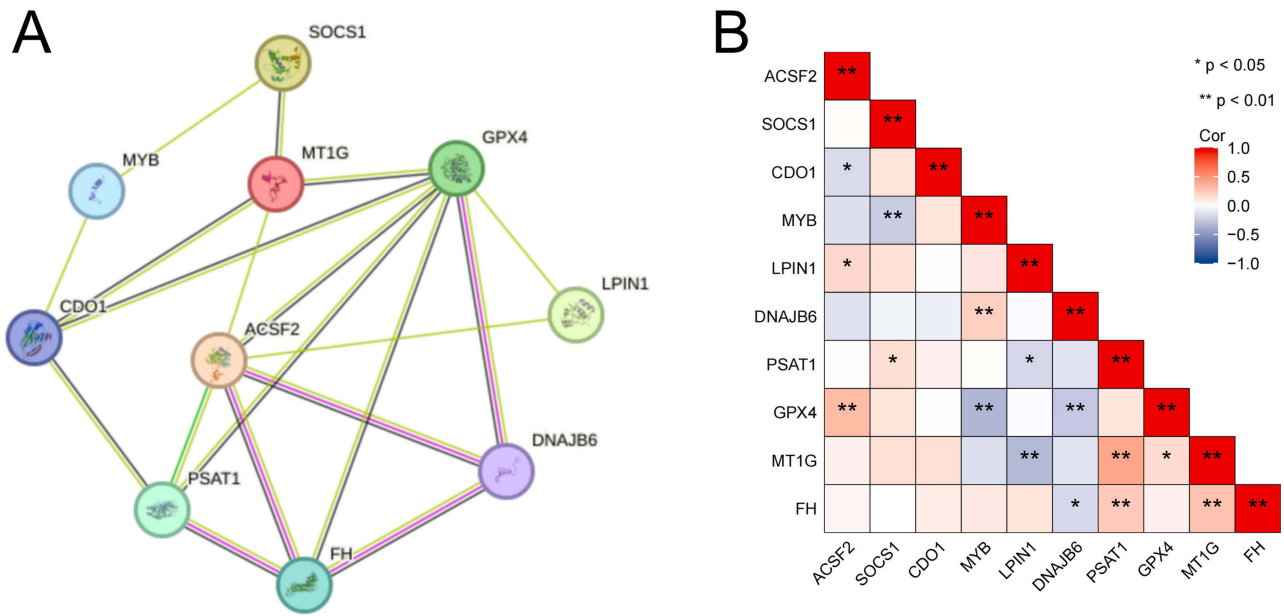 A
SOCS1
MYB
MT1G
GPX4
LPIN1
CDO1
ACSF2
DNAJB6
PSAT1
FH
B
* p < 0.05
** p < 0.01
Cor
1.0
0.5
0.0
−0.5
−1.0
ACSF2 **
SOCS1 **
CDO1 * **
MYB ** **
LPIN1 * **
DNAJB6 ** **
PSAT1 * * **
GPX4 ** ** ** **
MT1G ** ** * **
FH * ** ** **
ACSF2 SOCS1 CDO1 MYB LPIN1 DNAJB6 PSAT1 GPX4 MT1G FH